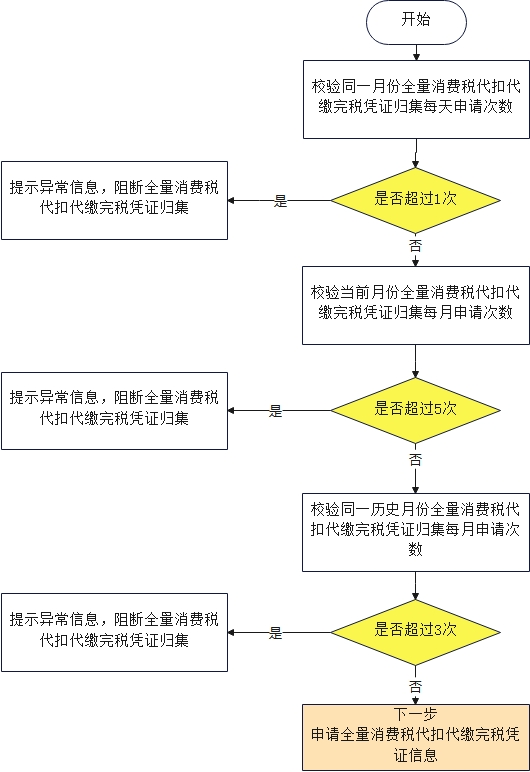 开始
校验同一月份全量消费税代扣代
缴完税凭证归集每天申请次数
是否超过1次
是
提示异常信息，阻断全量消费税
代扣代缴完税凭证归集
否
校验当前月份全量消费税代扣代
缴完税凭证归集每月申请次数
是否超过5次
是
提示异常信息，阻断全量消费税
代扣代缴完税凭证归集
否
校验同一历史月份全量消费税代
扣代缴完税凭证归集每月申请次
数
是否超过3次
是
提示异常信息，阻断全量消费税
代扣代缴完税凭证归集
否
下一步
申请全量消费税代扣代缴完税凭
证信息